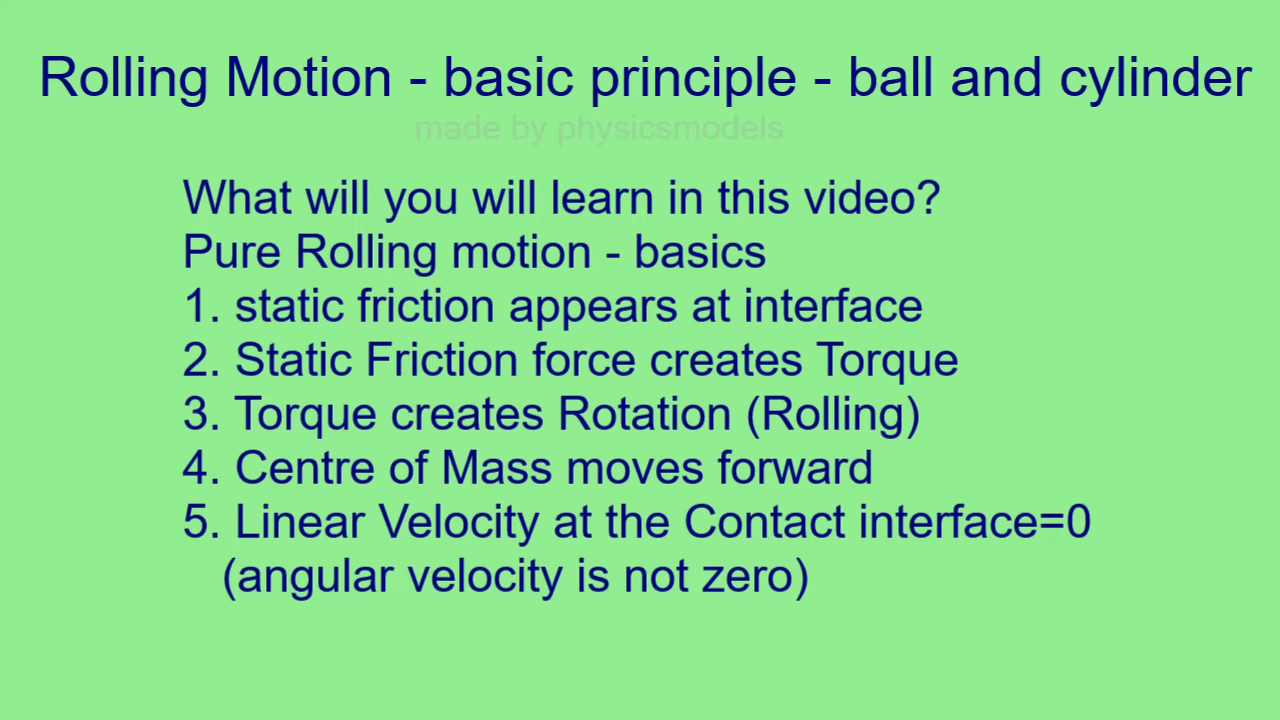 Rolling Motion - basic principle - ball and cylinder
made by physicsmodels
What will you will learn in this video?
Pure Rolling motion - basics
1. static friction appears at interface
2. Static Friction force creates Torque
3. Torque creates Rotation (Rolling)
4. Centre of Mass moves forward
5. Linear Velocity at the Contact interface=0
(angular velocity is not zero)